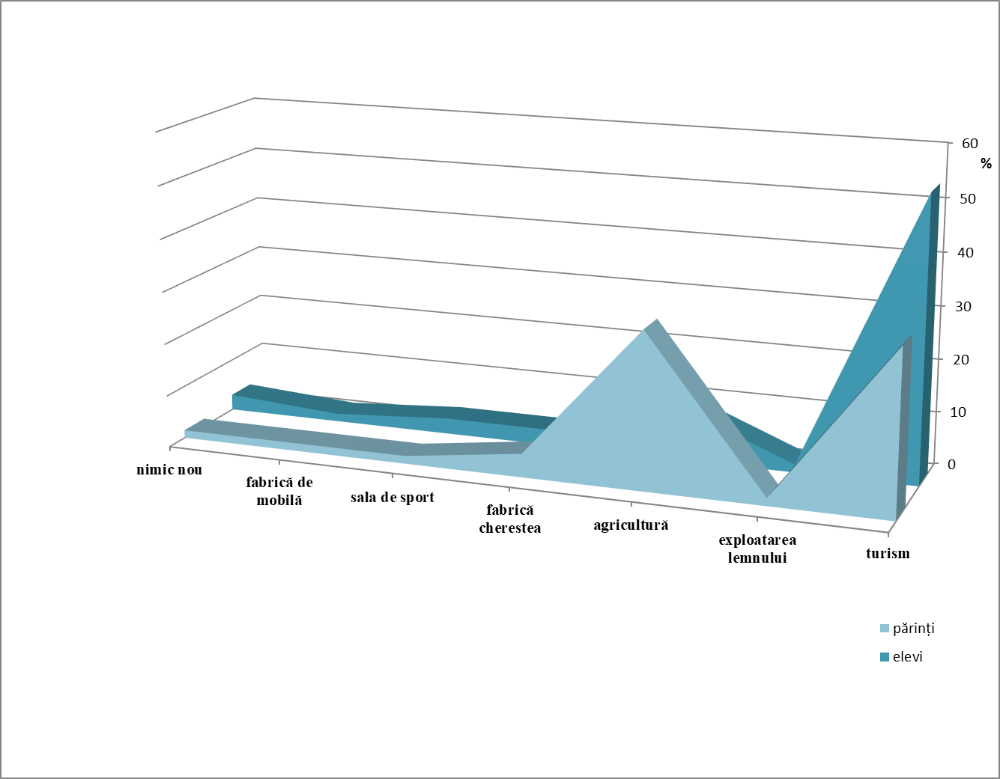 60
%
50
40
30
20
10
0
nimic nou
fabrică de
mobilă
sala de sport
fabrică
cherestea
agricultură
exploatarea
lemnului
turism
părinți
elevi